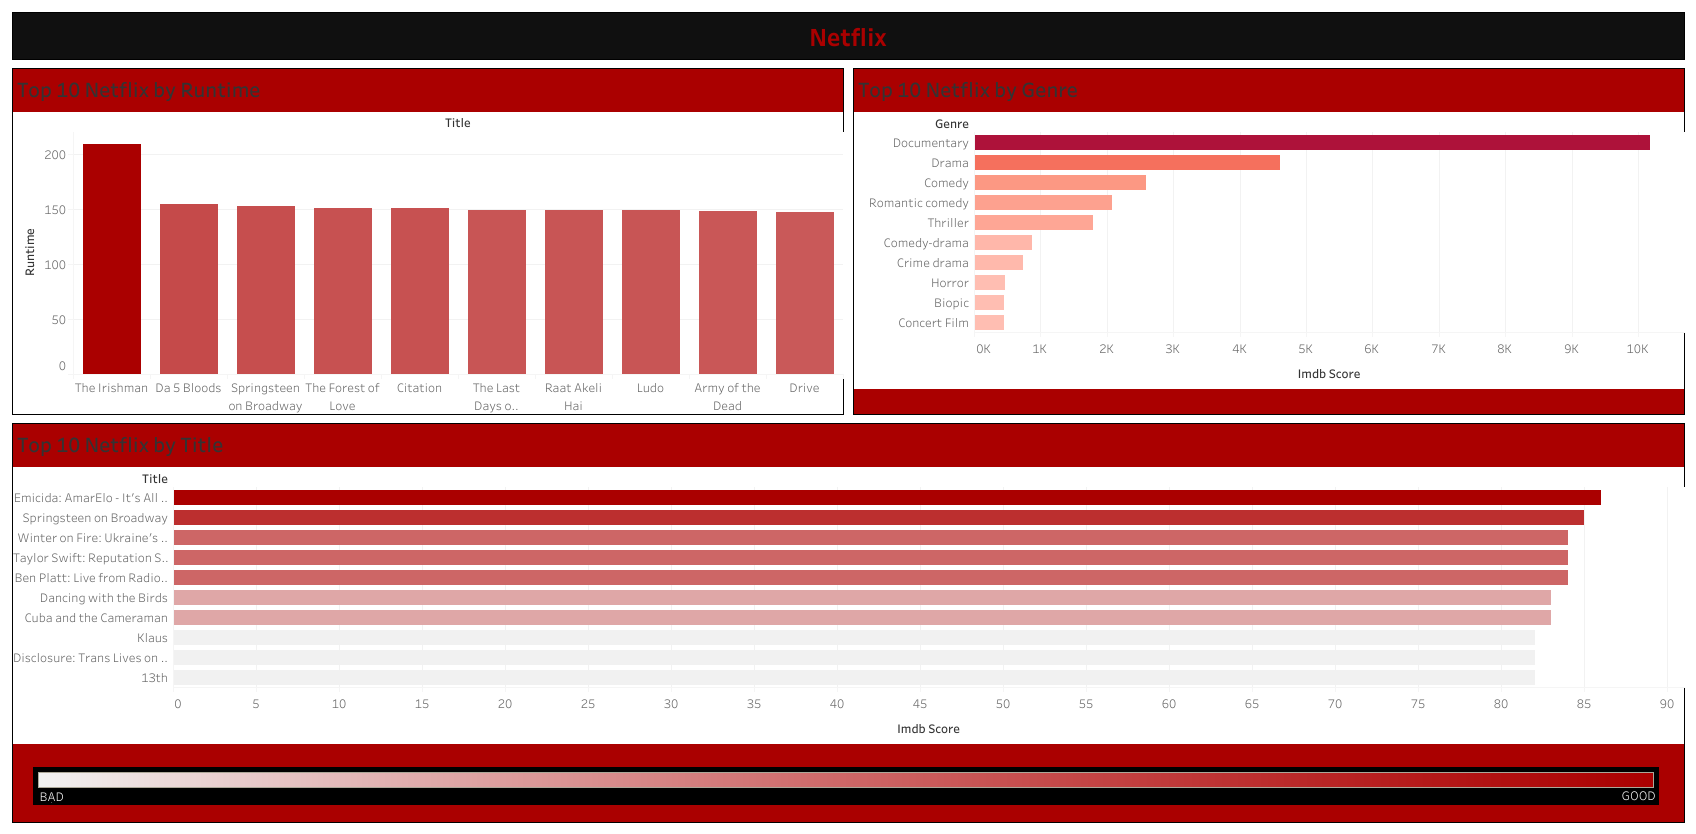 Netflix
Top 10 Netflix by Runtime
Title
Runtime
200
150
100
50
0
The Irishman
Da 5 Bloods
Springsteen
on Broadway
The Forest of
Love
Citation
The Last
Days o..
Raat Akeli
Hai
Ludo
Army of the
Dead
Drive
Top 10 Netflix by Genre
Genre
Documentary
Drama
Comedy
Romantic comedy
Thriller
Comedy-drama
Crime drama
Horror
Biopic
Concert Film
0K 1K 2K 3K 4K 5K 6K 7K 8K 9K 10K
Imdb Score
Top 10 Netflix by Title
Title
Emicida: AmarElo - It's All ..
Springsteen on Broadway
Winter on Fire: Ukraine's ..
Taylor Swift: Reputation S..
Ben Platt: Live from Radio..
Dancing with the Birds
Cuba and the Cameraman
Klaus
Disclosure: Trans Lives on ..
13th
0 5 10 15 20 25 30 35 40 45 50 55 60 65 70 75 80 85 90
Imdb Score
BAD GOOD